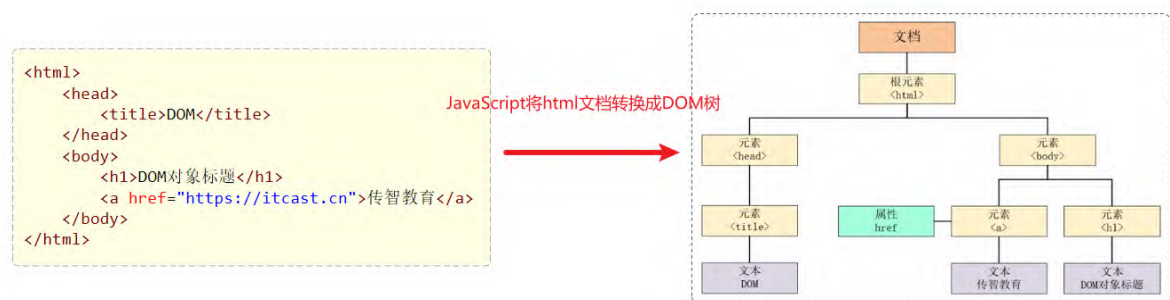 <html>
<head>
<title>DOM</title>
</head>
<body>
<h1>DOM对象标题</h1>
<a href="https://itcast.cn">传智教育</a>
</body>
</html>
JavaScript将html文档转换成DOM树
文档
根元素
<html>
元素
<head>
元素
<body>
元素
<title>
属性
href
元素
<a>
元素
<h1>
文本
DOM
文本
传智教育
文本
DOM对象标题